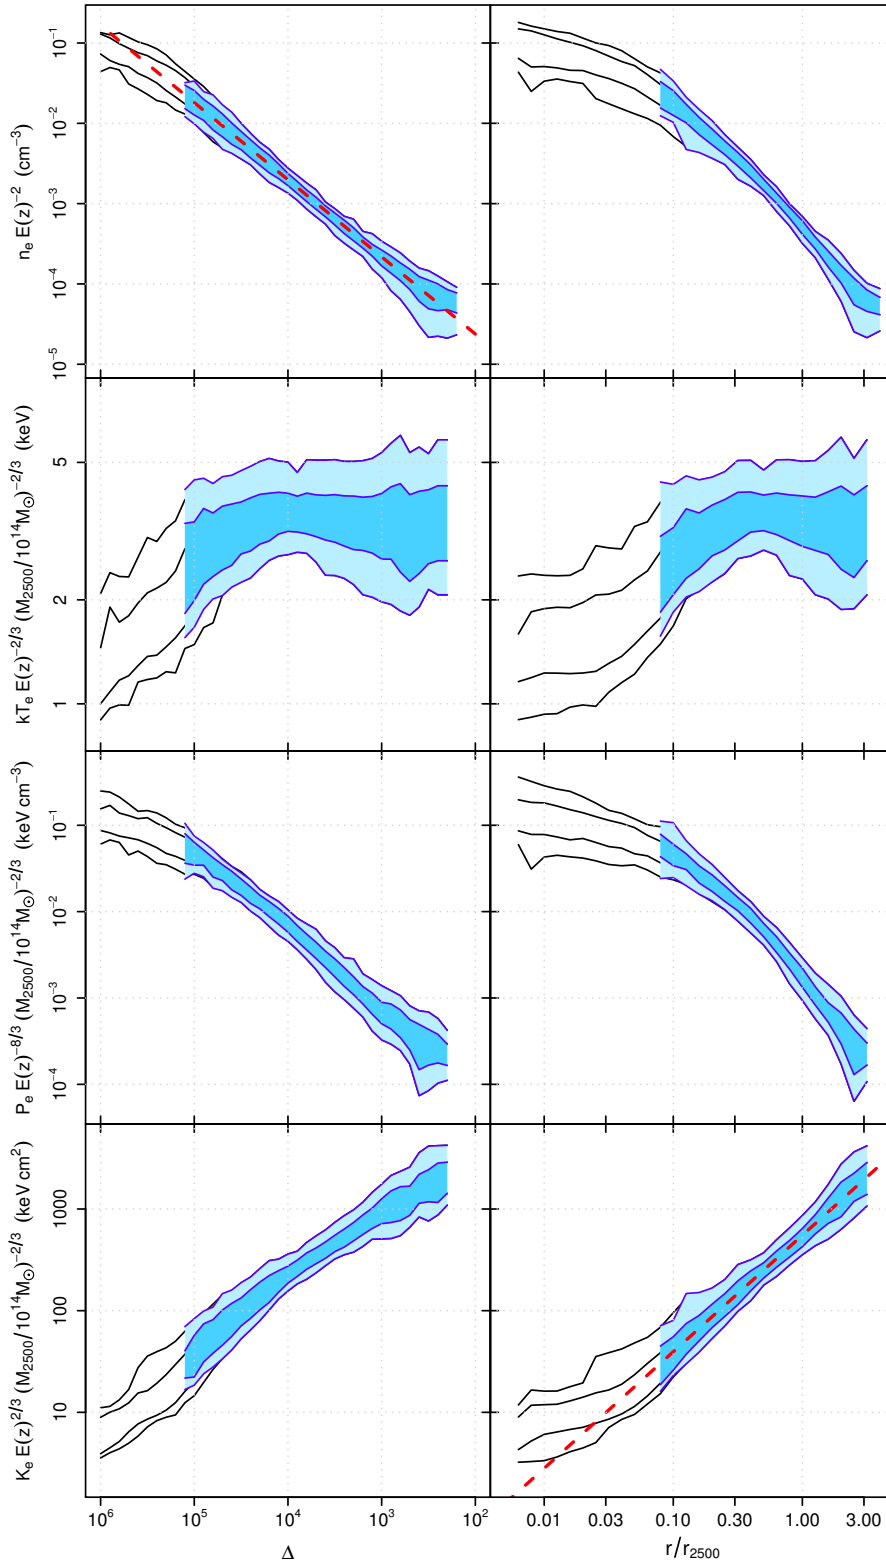 n_e E(z)^−2 (cm^−3)
10^−1
10^−2
10^−3
10^−4
10^−5
kT_e E(z)^−2/3 (M_2500/10^14 M_⊙)^−2/3 (keV)
5
2
1
P_e E(z)^−8/3 (M_2500/10^14 M_⊙)^−2/3 (keV cm^−3)
10^−1
10^−2
10^−3
10^−4
K_e E(z)^2/3 (M_2500/10^14 M_⊙)^−2/3 (keV cm^2)
1000
100
10
10^6 10^5 10^4 10^3 10^2 0.01 0.03 0.10 0.30 1.00 3.00
Δ r/r_2500